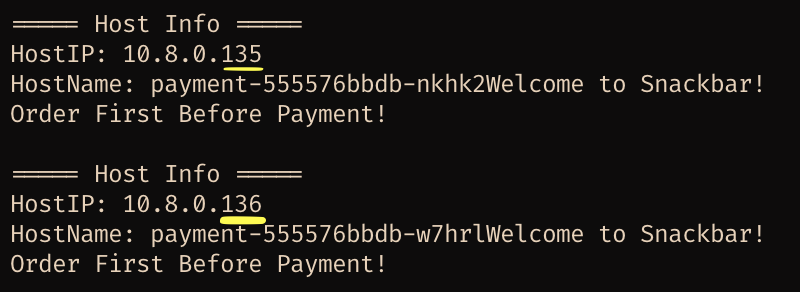 ===== Host Info =====
HostIP: 10.8.0.135
HostName: payment-555576bbdb-nkhk2Welcome to Snackbar!
Order First Before Payment!
===== Host Info =====
HostIP: 10.8.0.136
HostName: payment-555576bbdb-w7hrlWelcome to Snackbar!
Order First Before Payment!